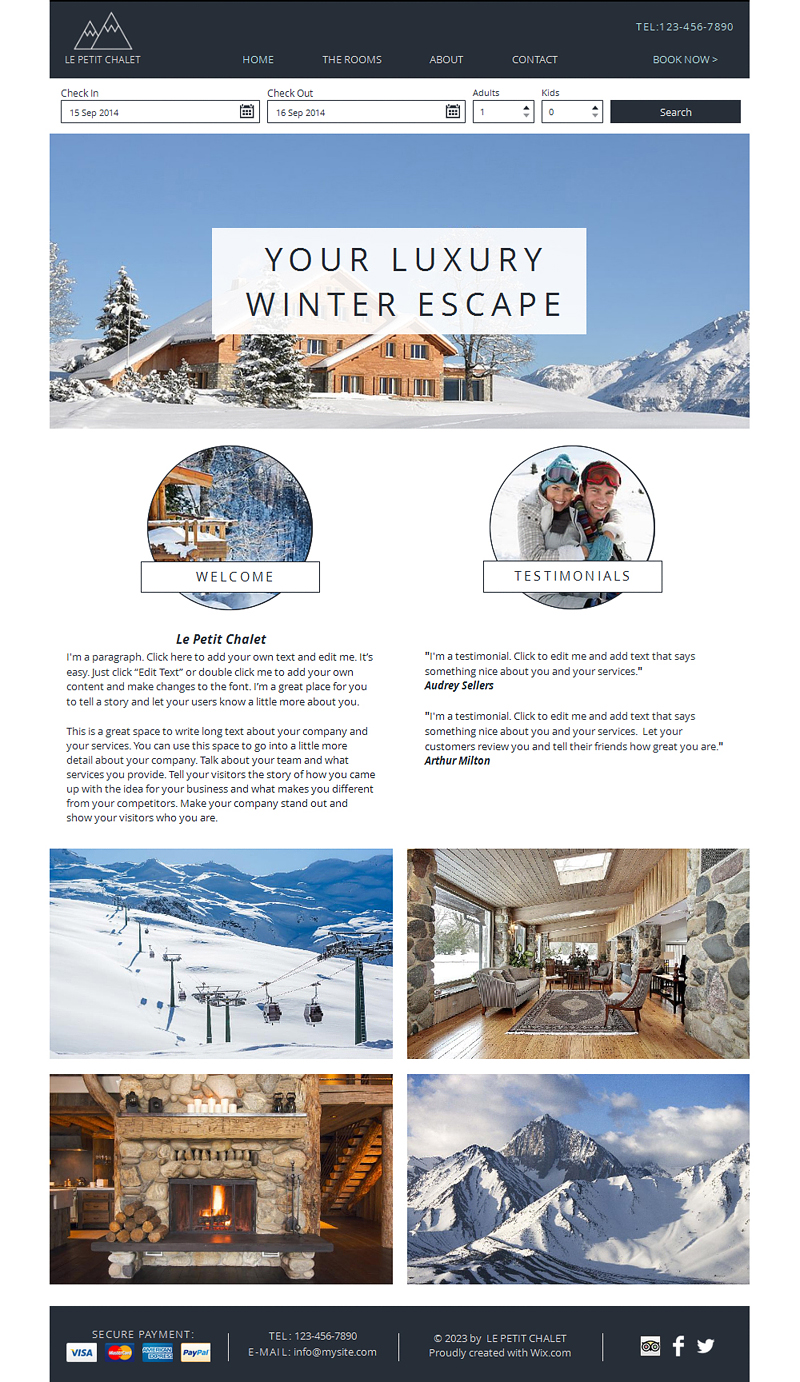 TEL:123-456-7890
LE PETIT CHALET
HOME
THE ROOMS
ABOUT
CONTACT
BOOK NOW >
Check In
Check Out
Adults
Kids
15 Sep 2014
16 Sep 2014
1
0
Search
YOUR LUXURY
WINTER ESCAPE
WELCOME
TESTIMONIALS
Le Petit Chalet
I'm a paragraph. Click here to add your own text and edit me. It's
easy. Just click “Edit Text” or double click me to add your own
content and make changes to the font. I'm a great place for you
to tell a story and let your users know a little more about you.
This is a great space to write long text about your company and
your services. You can use this space to go into a little more
detail about your company. Talk about your team and what
services you provide. Tell your visitors the story of how you came
up with the idea for your business and what makes you different
from your competitors. Make your company stand out and
show your visitors who you are.
"I'm a testimonial. Click to edit me and add text that says
something nice about you and your services."
Audrey Sellers
"I'm a testimonial. Click to edit me and add text that says
something nice about you and your services. Let your
customers review you and tell their friends how great you are."
Arthur Milton
SECURE PAYMENT:
VISA
MasterCard
AMERICAN
EXPRESS
PayPal
TEL: 123-456-7890
E-MAIL: info@mysite.com
© 2023 by LE PETIT CHALET
Proudly created with Wix.com